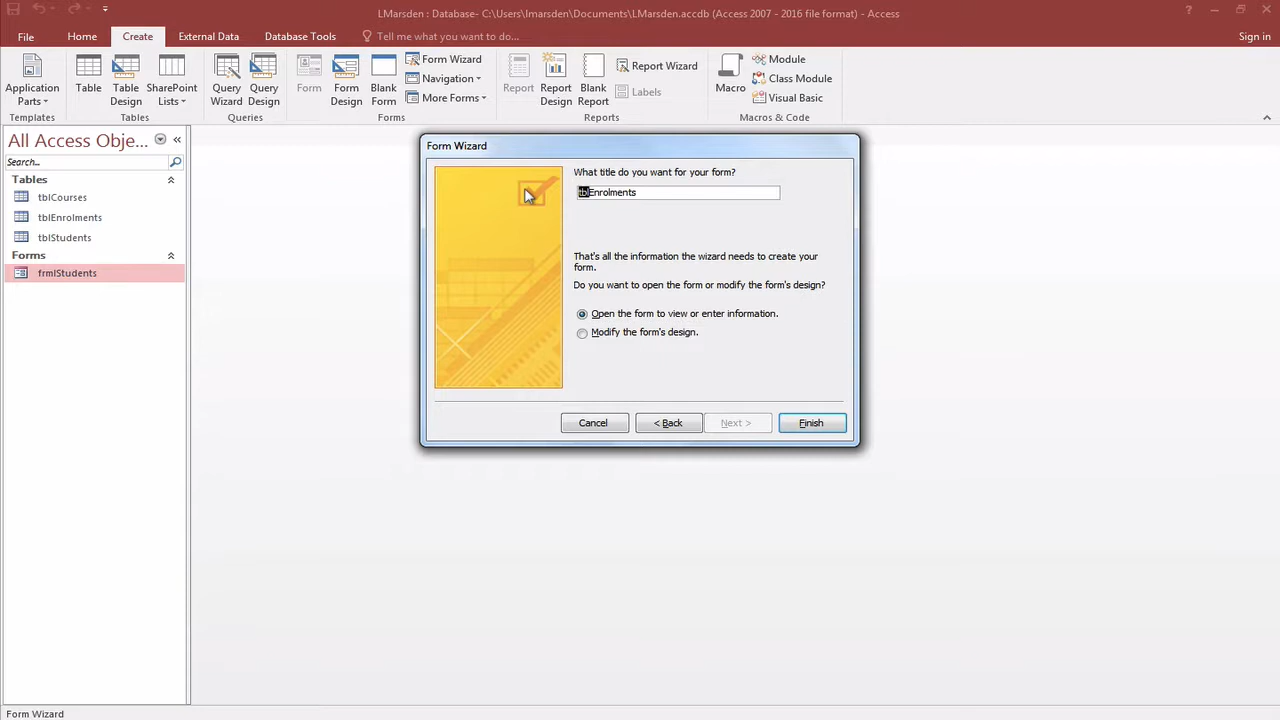 LMarsden : Database- C:\Users\lmarsden\Documents\LMarsden.accdb (Access 2007 - 2016 file format) - Access
File Home Create External Data Database Tools Tell me what you want to do... Sign in
Application Parts
Templates
Table
Table Design
SharePoint Lists
Tables
Query Wizard
Query Design
Queries
Form
Form Design
Blank Form
Form Wizard
Navigation
More Forms
Forms
Report
Report Design
Blank Report
Report Wizard
Labels
Reports
Macro
Module
Class Module
Visual Basic
Macros & Code
All Access Obje...
Search...
Tables
tblCourses
tblEnrolments
tblStudents
Forms
frmlStudents
Form Wizard
What title do you want for your form?
tblEnrolments
That's all the information the wizard needs to create your
form.
Do you want to open the form or modify the form's design?
Open the form to view or enter information.
Modify the form's design.
Cancel < Back Next > Finish
Form Wizard